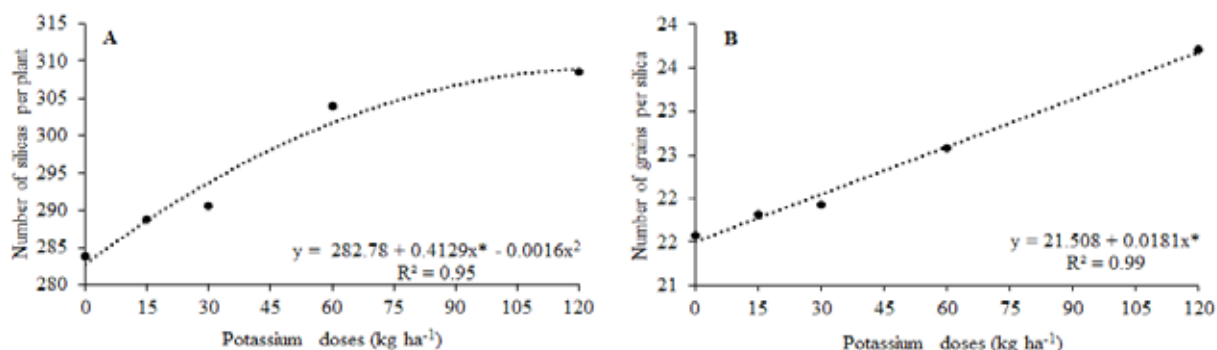 A
Number of silicas per plant
315
310
305
300
295
290
285
280
y = 282.78 + 0.4129x* - 0.0016x²
R² = 0.95
0 15 30 45 60 75 90 105 120
Potassium doses (kg ha⁻¹)
B
Number of grains per silica
24
24
23
23
22
22
21
y = 21.508 + 0.0181x*
R² = 0.99
0 15 30 45 60 75 90 105 120
Potassium doses (kg ha⁻¹)